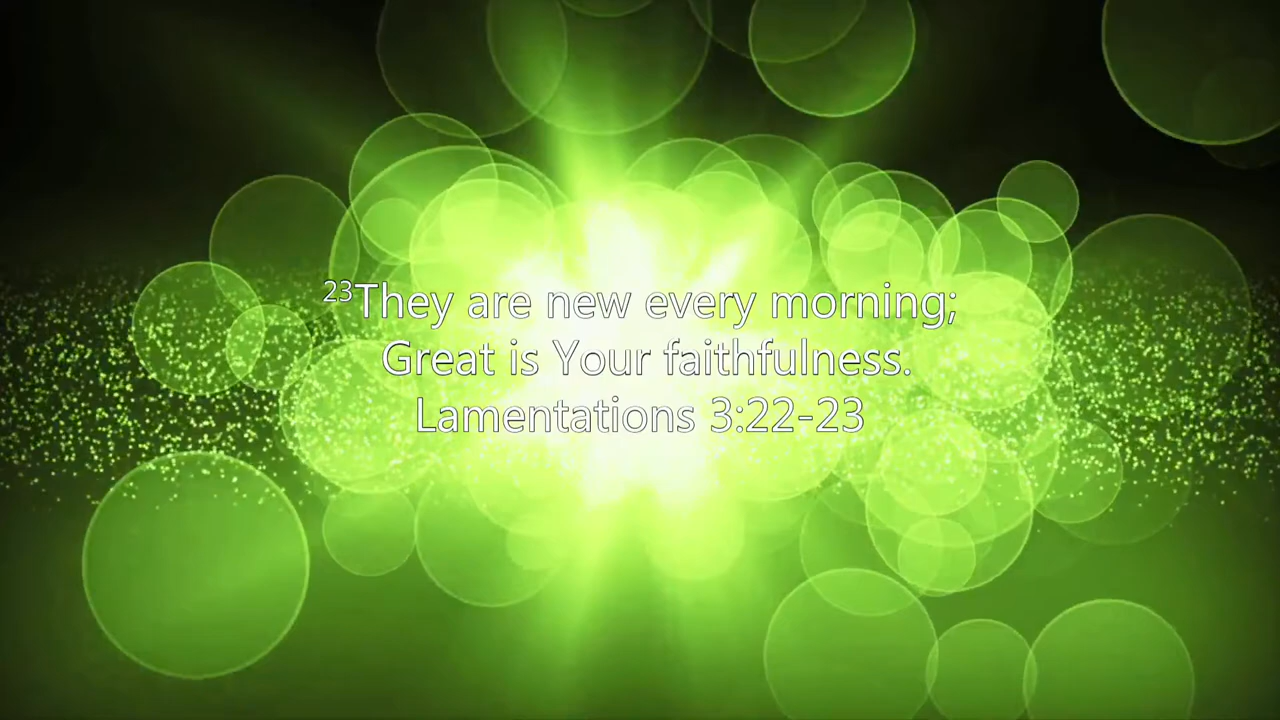 ²³They are new every morning;
Great is Your faithfulness.
Lamentations 3:22-23